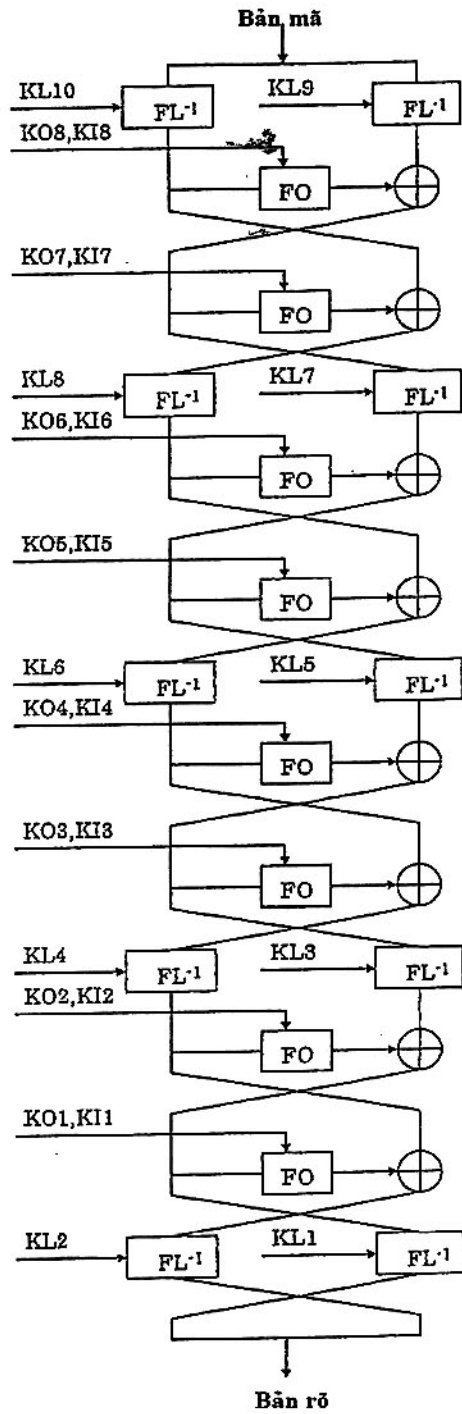 Bản mã
KL10 FL⁻¹ KL9 FL⁻¹
KO8,KI8
FO
KO7,KI7
FO
KL8 FL⁻¹ KL7 FL⁻¹
KO6,KI6
FO
KO5,KI5
FO
KL6 FL⁻¹ KL5 FL⁻¹
KO4,KI4
FO
KO3,KI3
FO
KL4 FL⁻¹ KL3 FL⁻¹
KO2,KI2
FO
KO1,KI1
FO
KL2 FL⁻¹ KL1 FL⁻¹
Bản rõ